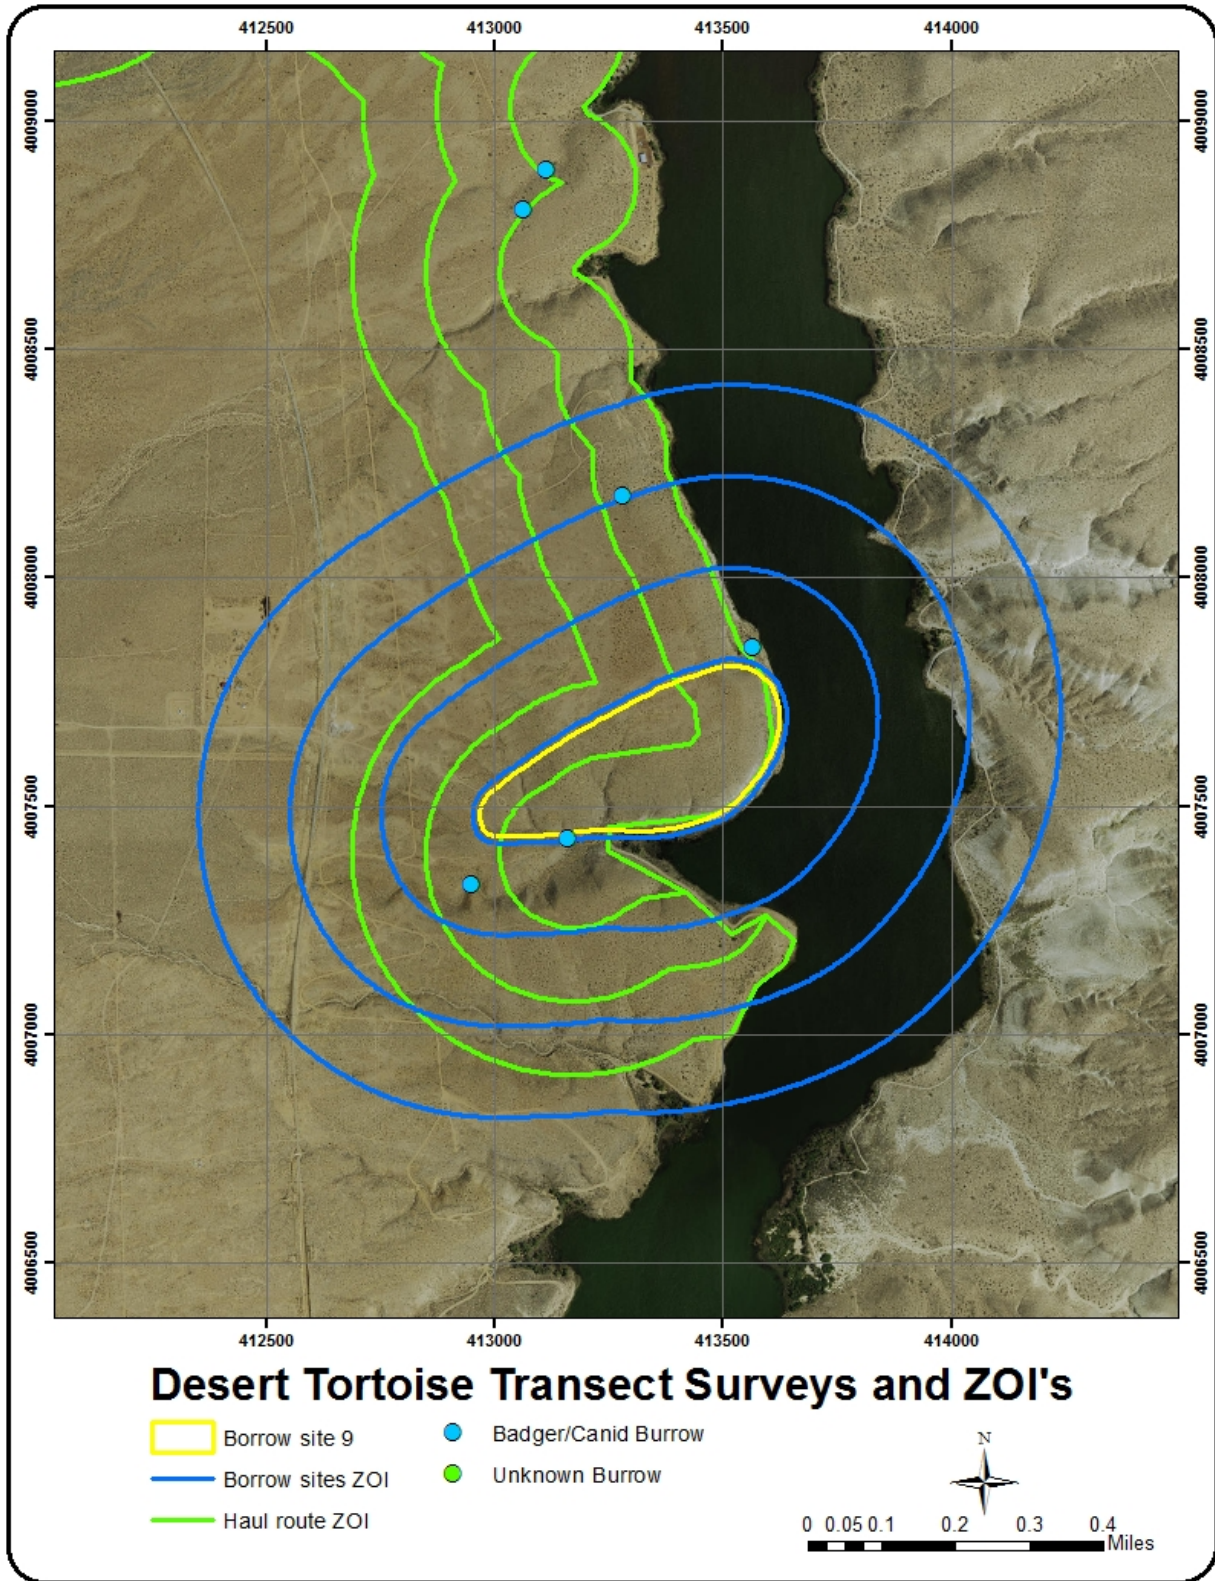 412500 413000 413500 414000
4009000 4009000
4008500 4008500
4008000 4008000
4007500 4007500
4007000 4007000
4006500 4006500
412500 413000 413500 414000
Desert Tortoise Transect Surveys and ZOI's
Borrow site 9
Borrow sites ZOI
Haul route ZOI
Badger/Canid Burrow
Unknown Burrow
N
0 0.05 0.1 0.2 0.3 0.4
Miles